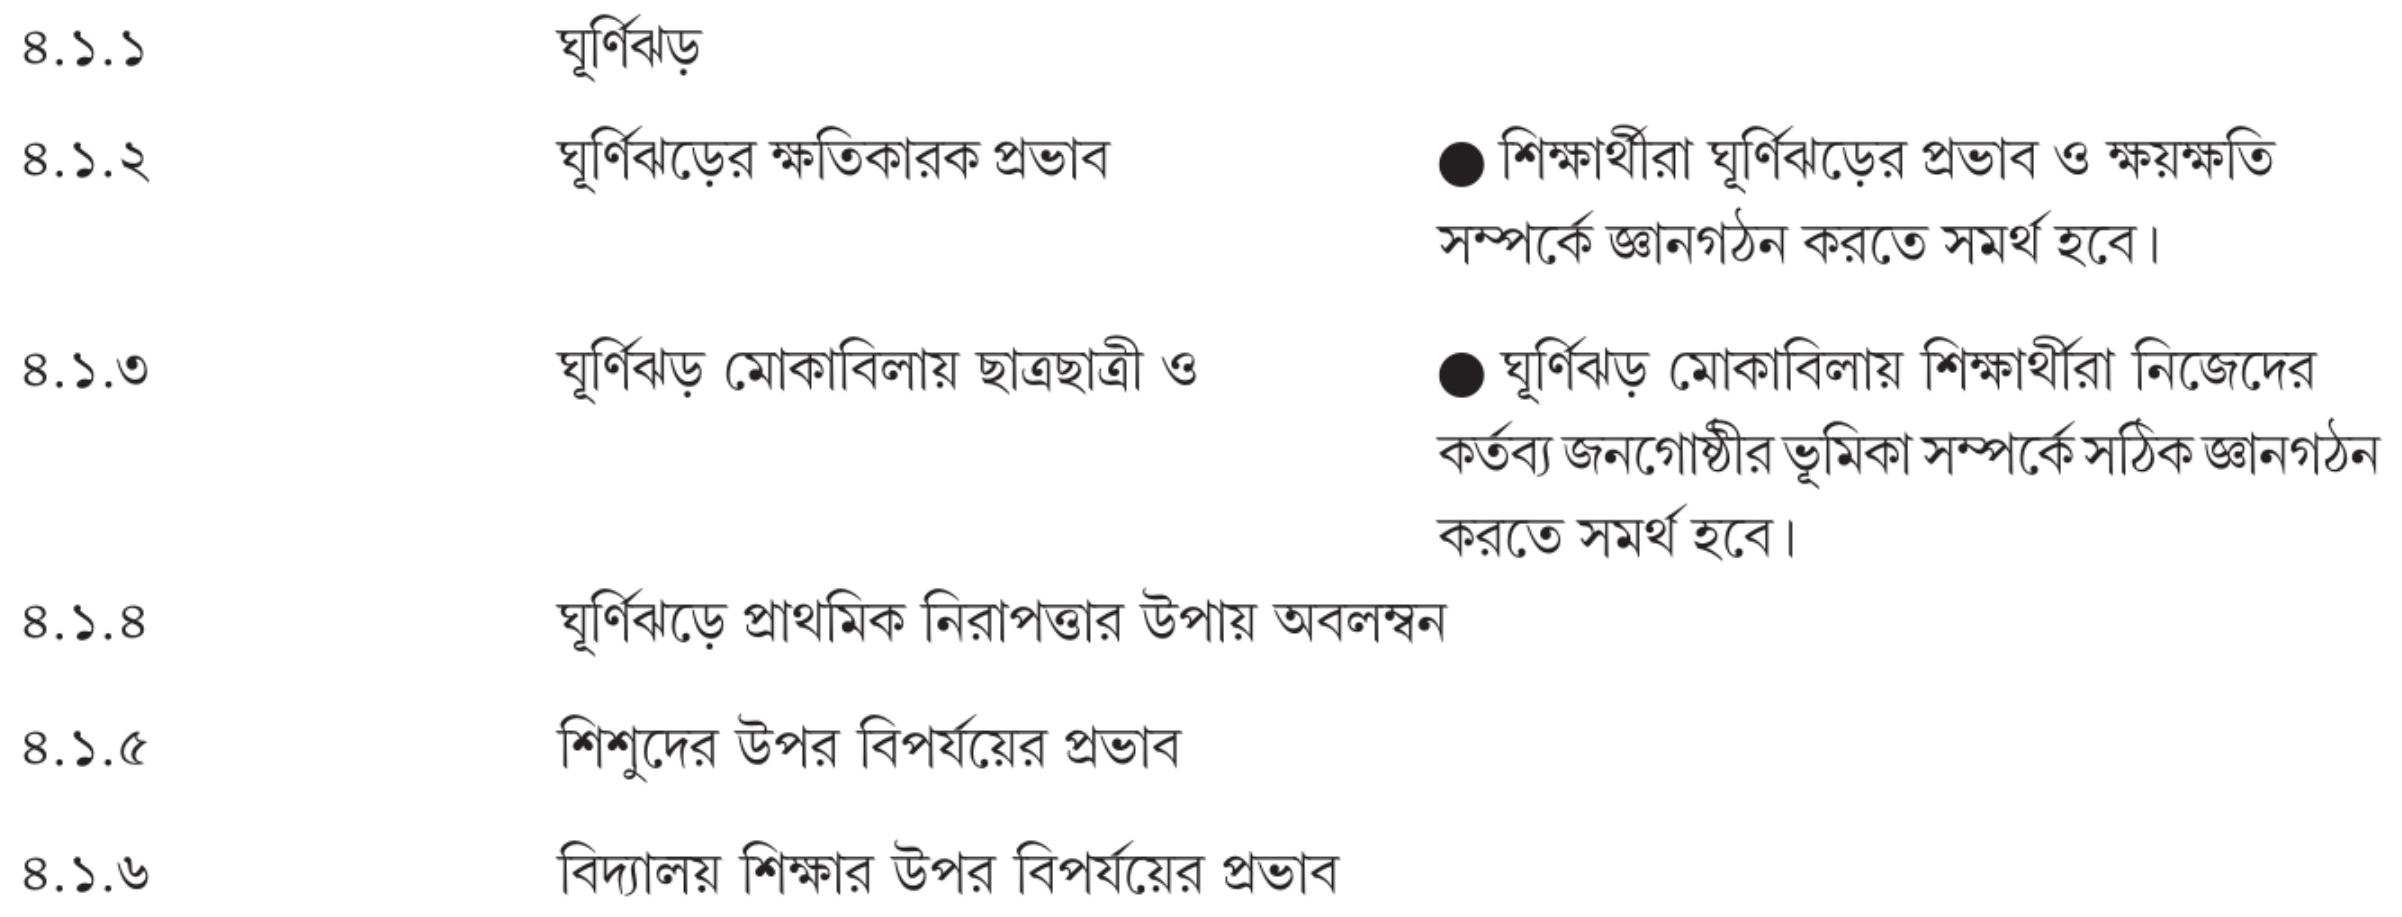 ৪.১.১ ঘূর্ণিঝড়
৪.১.২ ঘূর্ণিঝড়ের ক্ষতিকারক প্রভাব ● শিক্ষার্থীরা ঘূর্ণিঝড়ের প্রভাব ও ক্ষয়ক্ষতি
সম্পর্কে জ্ঞানগঠন করতে সমর্থ হবে।
৪.১.৩ ঘূর্ণিঝড় মোকাবিলায় ছাত্রছাত্রী ও ● ঘূর্ণিঝড় মোকাবিলায় শিক্ষার্থীরা নিজেদের
কর্তব্য জনগোষ্ঠীর ভূমিকা সম্পর্কে সঠিক জ্ঞানগঠন
করতে সমর্থ হবে।
৪.১.৪ ঘূর্ণিঝড়ে প্রাথমিক নিরাপত্তার উপায় অবলম্বন
৪.১.৫ শিশুদের উপর বিপর্যয়ের প্রভাব
৪.১.৬ বিদ্যালয় শিক্ষার উপর বিপর্যয়ের প্রভাব